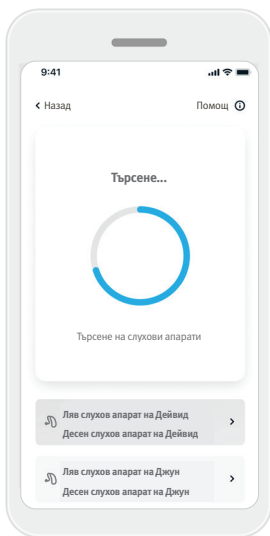 9:41
Назад
Помощ
Търсене...
Търсене на слухови апарати
Ляв слухов апарат на Дейвид
Десен слухов апарат на Дейвид
Ляв слухов апарат на Джун
Десен слухов апарат на Джун